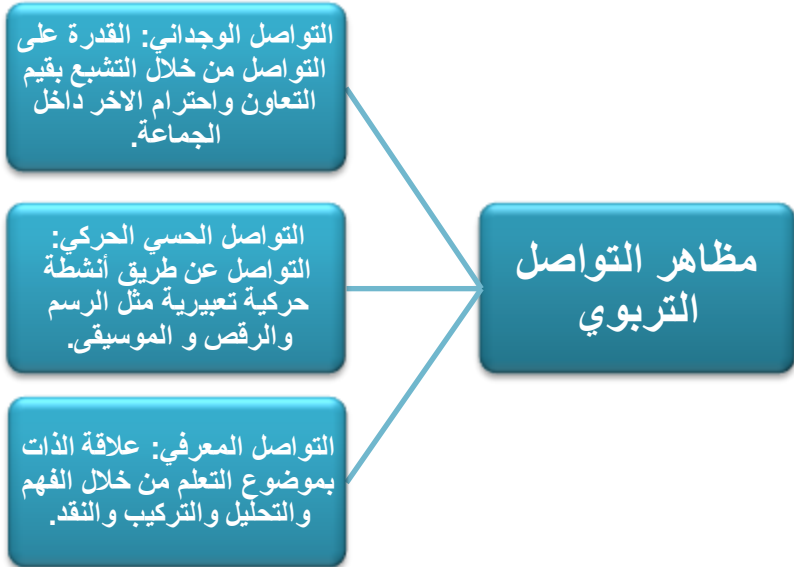 مظاهر التواصل
التربوي
التواصل الوجداني: القدرة على
التواصل من خلال التشبع بقيم
التعاون واحترام الاخر داخل
الجماعة.
التواصل الحسي الحركي:
التواصل عن طريق أنشطة
حركية تعبيرية مثل الرسم
والرقص و الموسيقى.
التواصل المعرفي: علاقة الذات
بموضوع التعلم من خلال الفهم
والتحليل والتركيب والنقد.